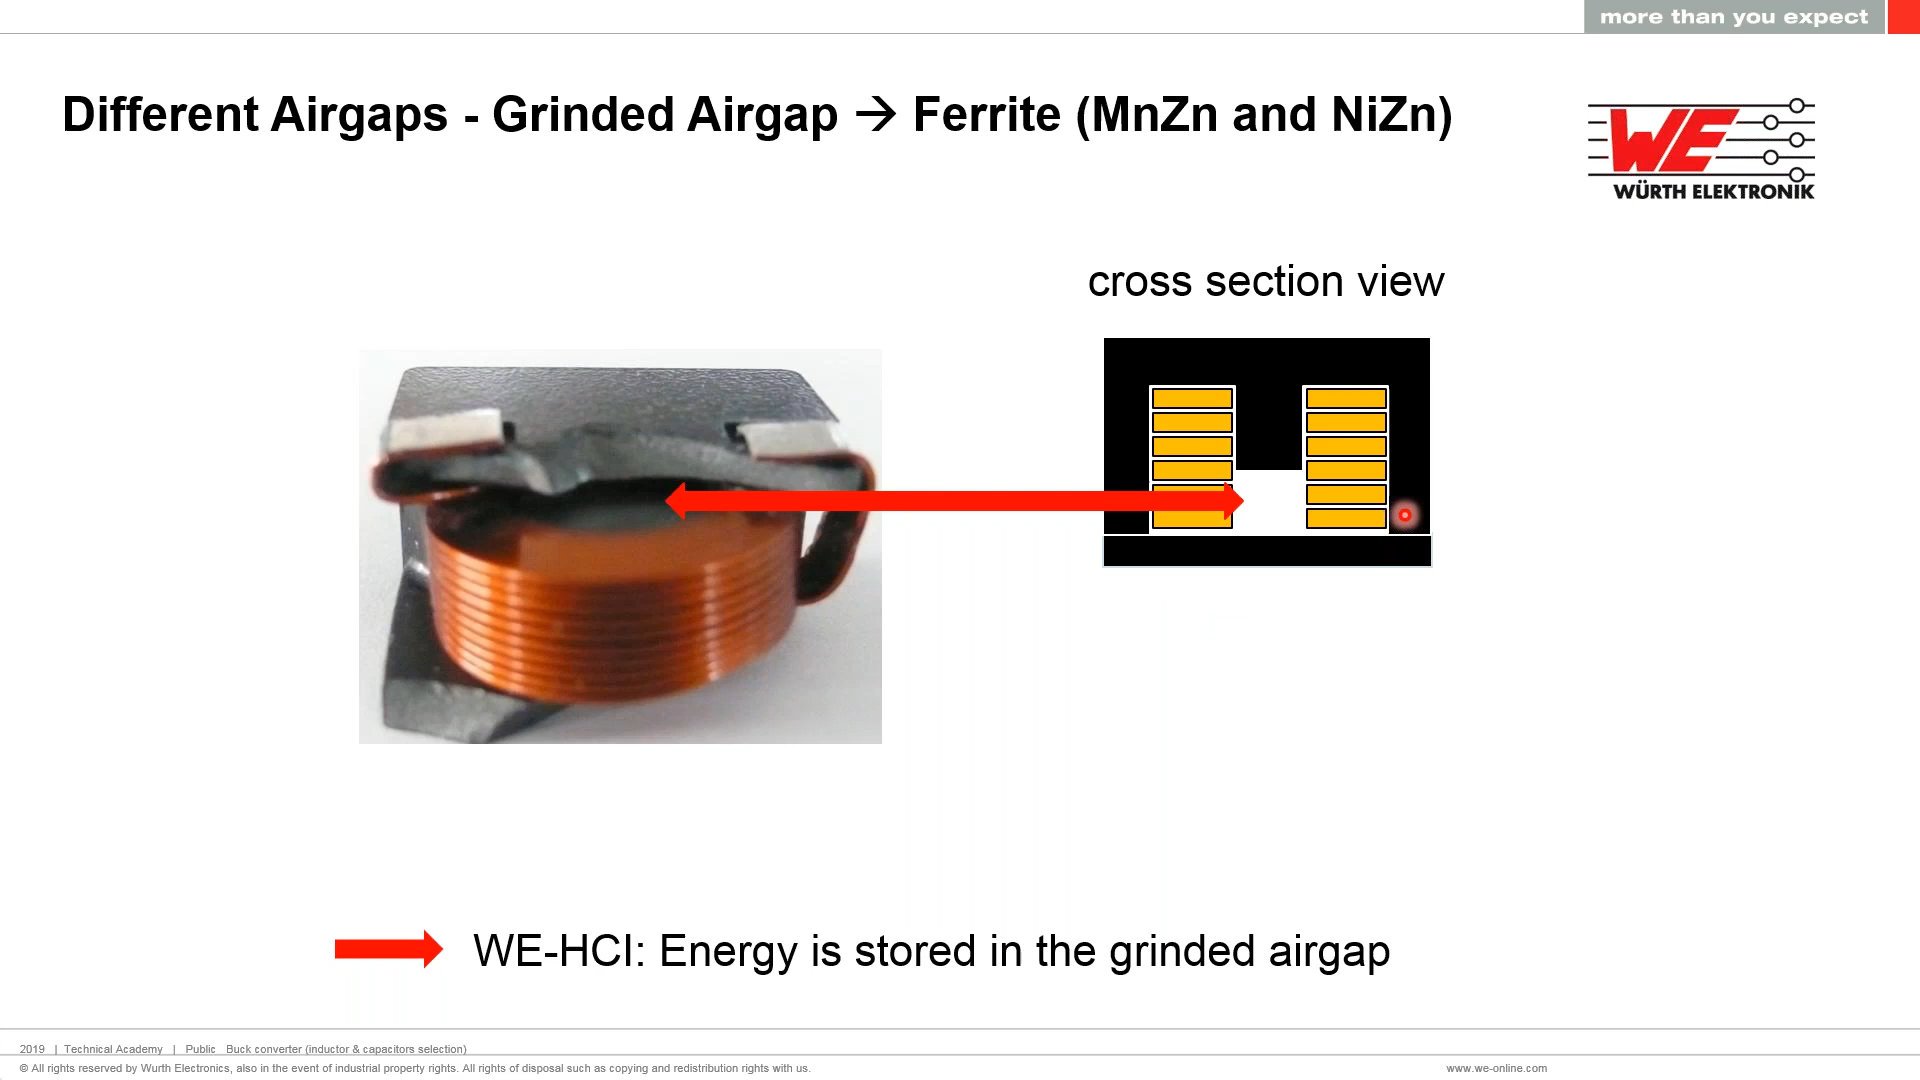 more than you expect
Different Airgaps - Grinded Airgap → Ferrite (MnZn and NiZn)
WE
WÜRTH ELEKTRONIK
cross section view
WE-HCI: Energy is stored in the grinded airgap
2019 | Technical Academy | Public Buck converter (inductor & capacitors selection)
© All rights reserved by Wurth Electronics, also in the event of industrial property rights. All rights of disposal such as copying and redistribution rights with us.
www.we-online.com